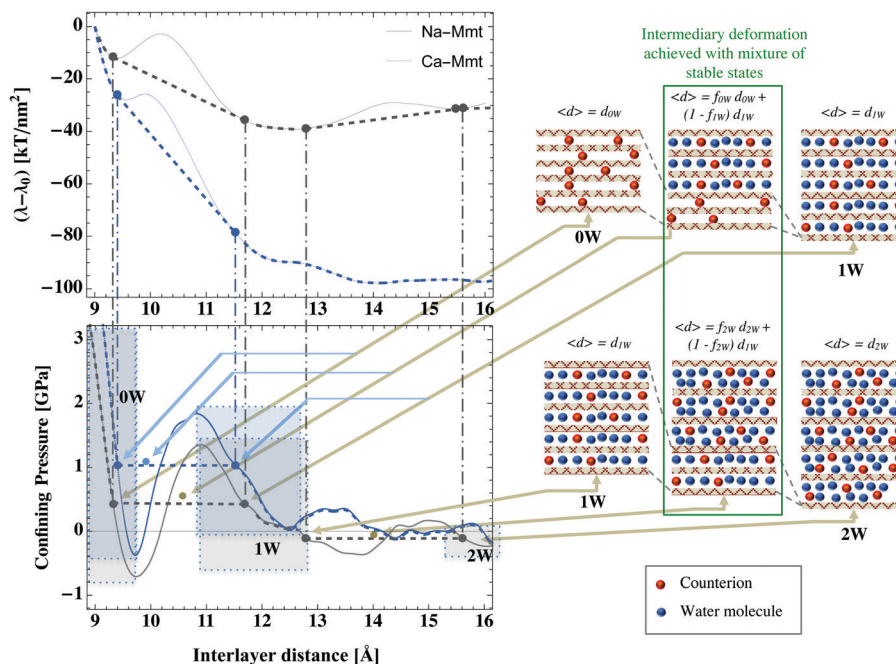 0
-20
-40
-60
-80
-100
(λ-λ₀) [kT/nm²]
Na-Mmt
Ca-Mmt
9 10 11 12 13 14 15 16
3
2
1
0
-1
Confining Pressure [GPa]
0W
1W
2W
9 10 11 12 13 14 15 16
Interlayer distance [Å]
Intermediary deformation
achieved with mixture of
stable states
<d> = d0W
<d> = f0W d0W +
(1 - f1W) d1W
<d> = d1W
0W
1W
<d> = d1W
<d> = f2W d2W +
(1 - f2W) d1W
<d> = d2W
1W
2W
Counterion
Water molecule